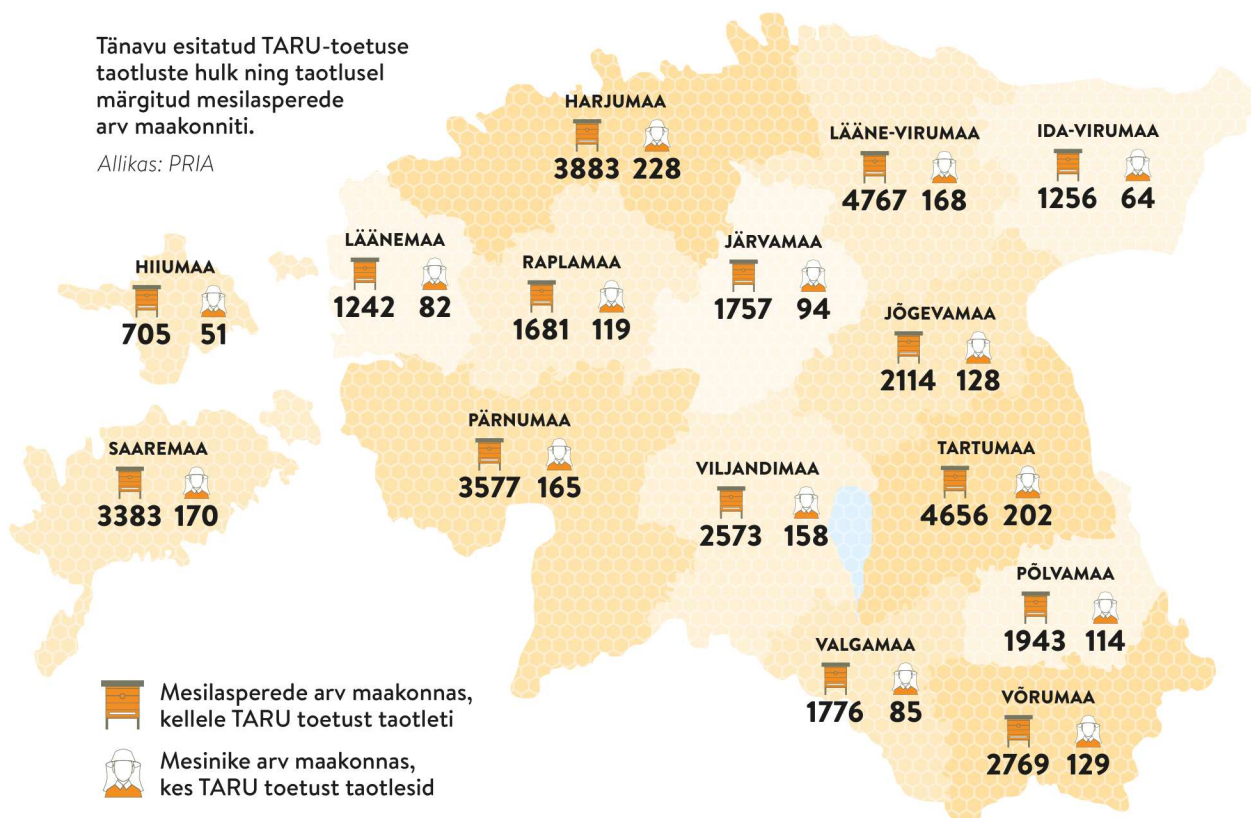 Tänavu esitatud TARU-toetuse
taotluste hulk ning taotlusel
märgitud mesilasperede
arv maakonniti.
Allikas: PRIA
HARJUMAA
3883 228
LÄÄNE-VIRUMAA
4767 168
IDA-VIRUMAA
1256 64
HIIUMAA
705 51
LÄÄNEMAA
1242 82
RAPLAMAA
1681 119
JÄRVAMAA
1757 94
JÕGEVAMAA
2114 128
SAAREMAA
3383 170
PÄRNUMAA
3577 165
VILJANDIMAA
2573 158
TARTUMAA
4656 202
PÕLVAMAA
1943 114
VALGAMAA
1776 85
VÕRUMAA
2769 129
Mesilasperede arv maakonnas,
kellele TARU toetust taotleti
Mesinike arv maakonnas,
kes TARU toetust taotlesid